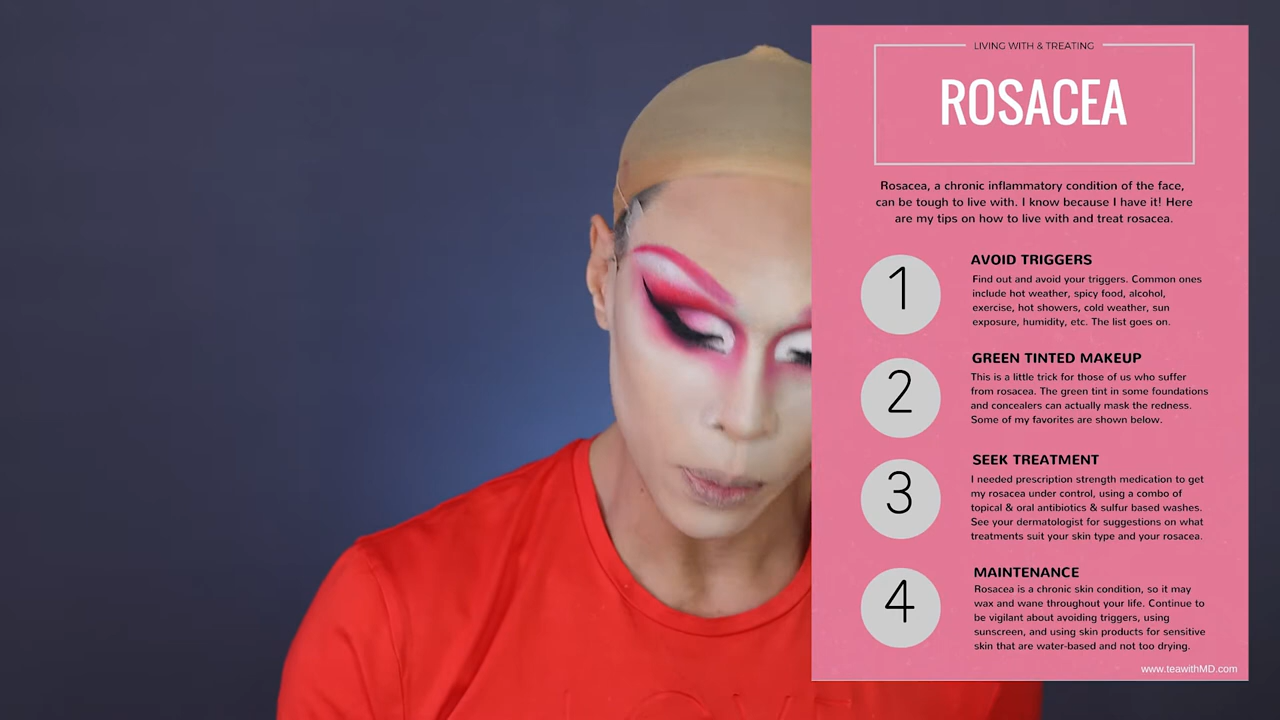 LIVING WITH & TREATING
ROSACEA
Rosacea, a chronic inflammatory condition of the face,
can be tough to live with. I know because I have it! Here
are my tips on how to live with and treat rosacea.
1
AVOID TRIGGERS
Find out and avoid your triggers. Common ones
include hot weather, spicy food, alcohol,
exercise, hot showers, cold weather, sun
exposure, humidity, etc. The list goes on.
2
GREEN TINTED MAKEUP
This is a little trick for those of us who suffer
from rosacea. The green tint in some foundations
and concealers can actually mask the redness.
Some of my favorites are shown below.
3
SEEK TREATMENT
I needed prescription strength medication to get
my rosacea under control, using a combo of
topical & oral antibiotics & sulfur based washes.
See your dermatologist for suggestions on what
treatments suit your skin type and your rosacea.
4
MAINTENANCE
Rosacea is a chronic skin condition, so it may
wax and wane throughout your life. Continue to
be vigilant about avoiding triggers, using
sunscreen, and using skin products for sensitive
skin that are water-based and not too drying.
www.teawithMD.com